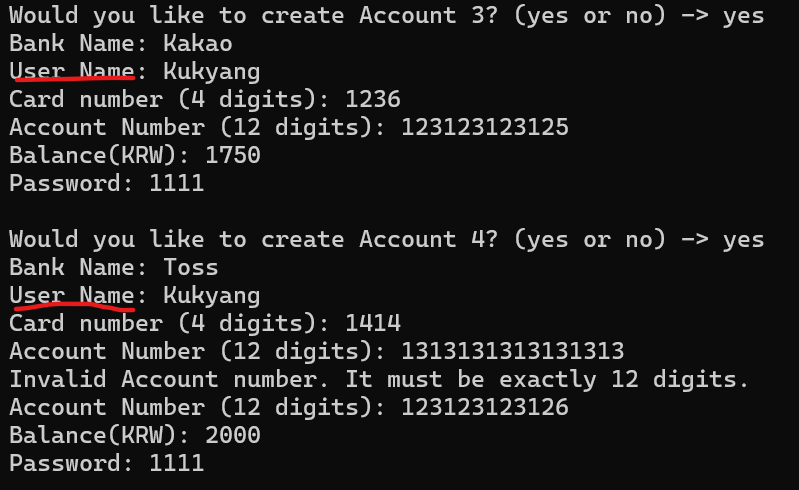 Would you like to create Account 3? (yes or no) -> yes
Bank Name: Kakao
User Name: Kukyang
Card number (4 digits): 1236
Account Number (12 digits): 123123123125
Balance(KRW): 1750
Password: 1111
Would you like to create Account 4? (yes or no) -> yes
Bank Name: Toss
User Name: Kukyang
Card number (4 digits): 1414
Account Number (12 digits): 1313131313131313
Invalid Account number. It must be exactly 12 digits.
Account Number (12 digits): 123123123126
Balance(KRW): 2000
Password: 1111